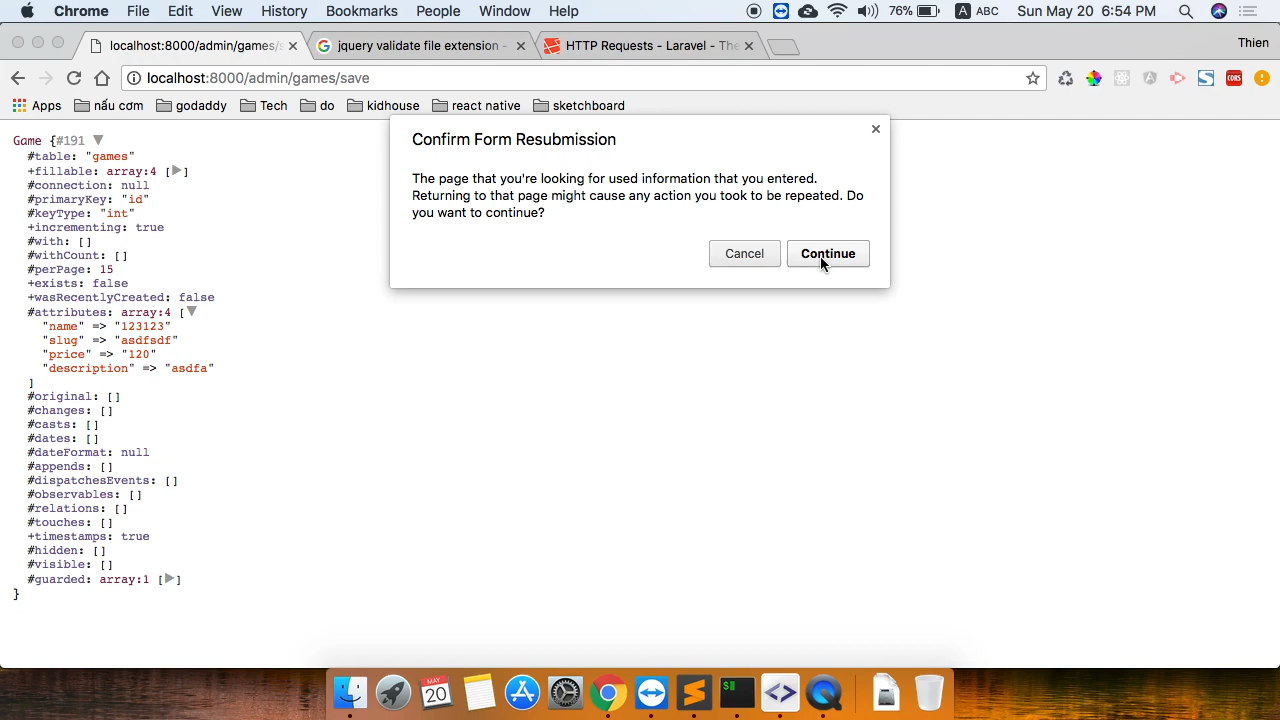 Chrome File Edit View History Bookmarks People Window Help 76% A ABC Sun May 20 6:54 PM
localhost:8000/admin/games/s jquery validate file extension - HTTP Requests - Laravel - The Thien
localhost:8000/admin/games/save CORS
Apps nấu cơm godaddy Tech do kidhouse react native sketchboard
Confirm Form Resubmission
The page that you're looking for used information that you entered.
Returning to that page might cause any action you took to be repeated. Do
you want to continue?
Cancel Continue
Game {#191 ▼
#table: "games"
+fillable: array:4 [▶]
#connection: null
#primaryKey: "id"
#keyType: "int"
+incrementing: true
#with: []
#withCount: []
#perPage: 15
+exists: false
+wasRecentlyCreated: false
#attributes: array:4 [▼
"name" => "123123"
"slug" => "asdfsdf"
"price" => "120"
"description" => "asdfa"
]
#original: []
#changes: []
#casts: []
#dates: []
#dateFormat: null
#appends: []
#dispatchesEvents: []
#observables: []
#relations: []
#touches: []
+timestamps: true
#hidden: []
#visible: []
#guarded: array:1 [▶]
}
MAY
20
$